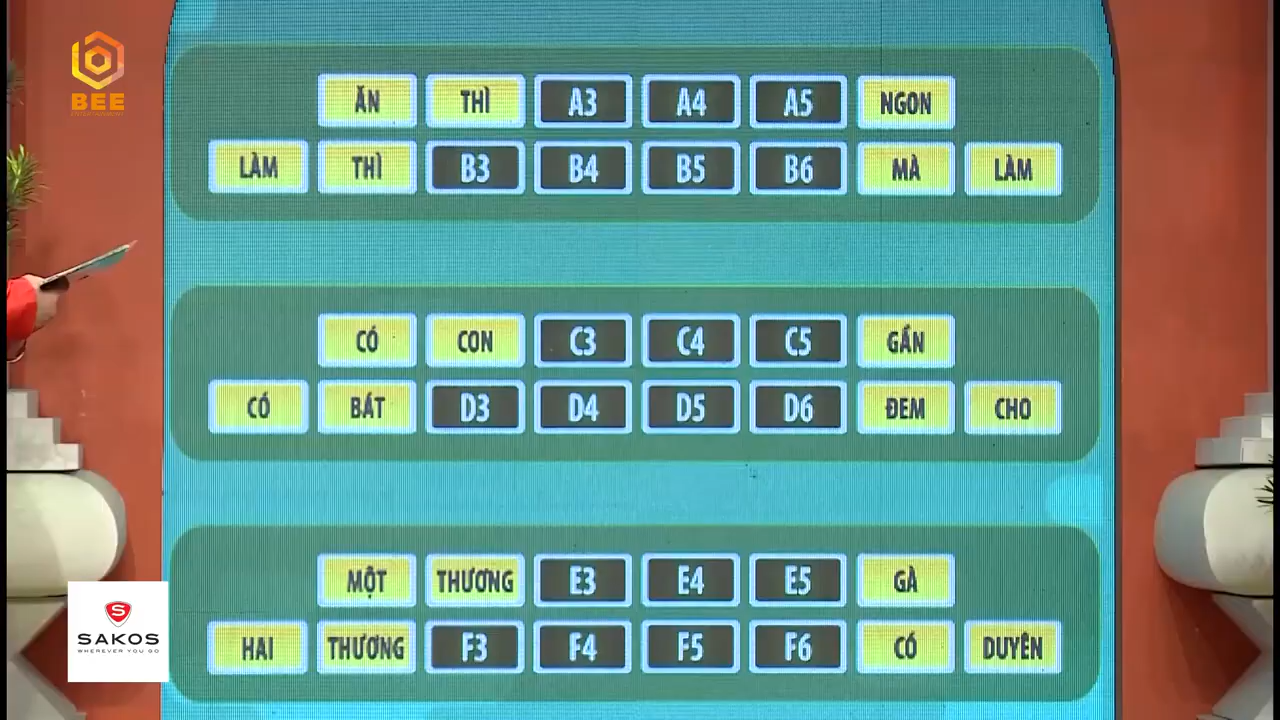 BEE
ENTERTAINMENT
ĂN THÌ A3 A4 A5 NGON
LÀM THÌ B3 B4 B5 B6 MÀ LÀM
CÓ CON C3 C4 C5 GẦN
CÓ BÁT D3 D4 D5 D6 ĐEM CHO
MỘT THƯƠNG E3 E4 E5 GÀ
HAI THƯƠNG F3 F4 F5 F6 CÓ DUYÊN
S
SAKOS
WHEREVER YOU GO